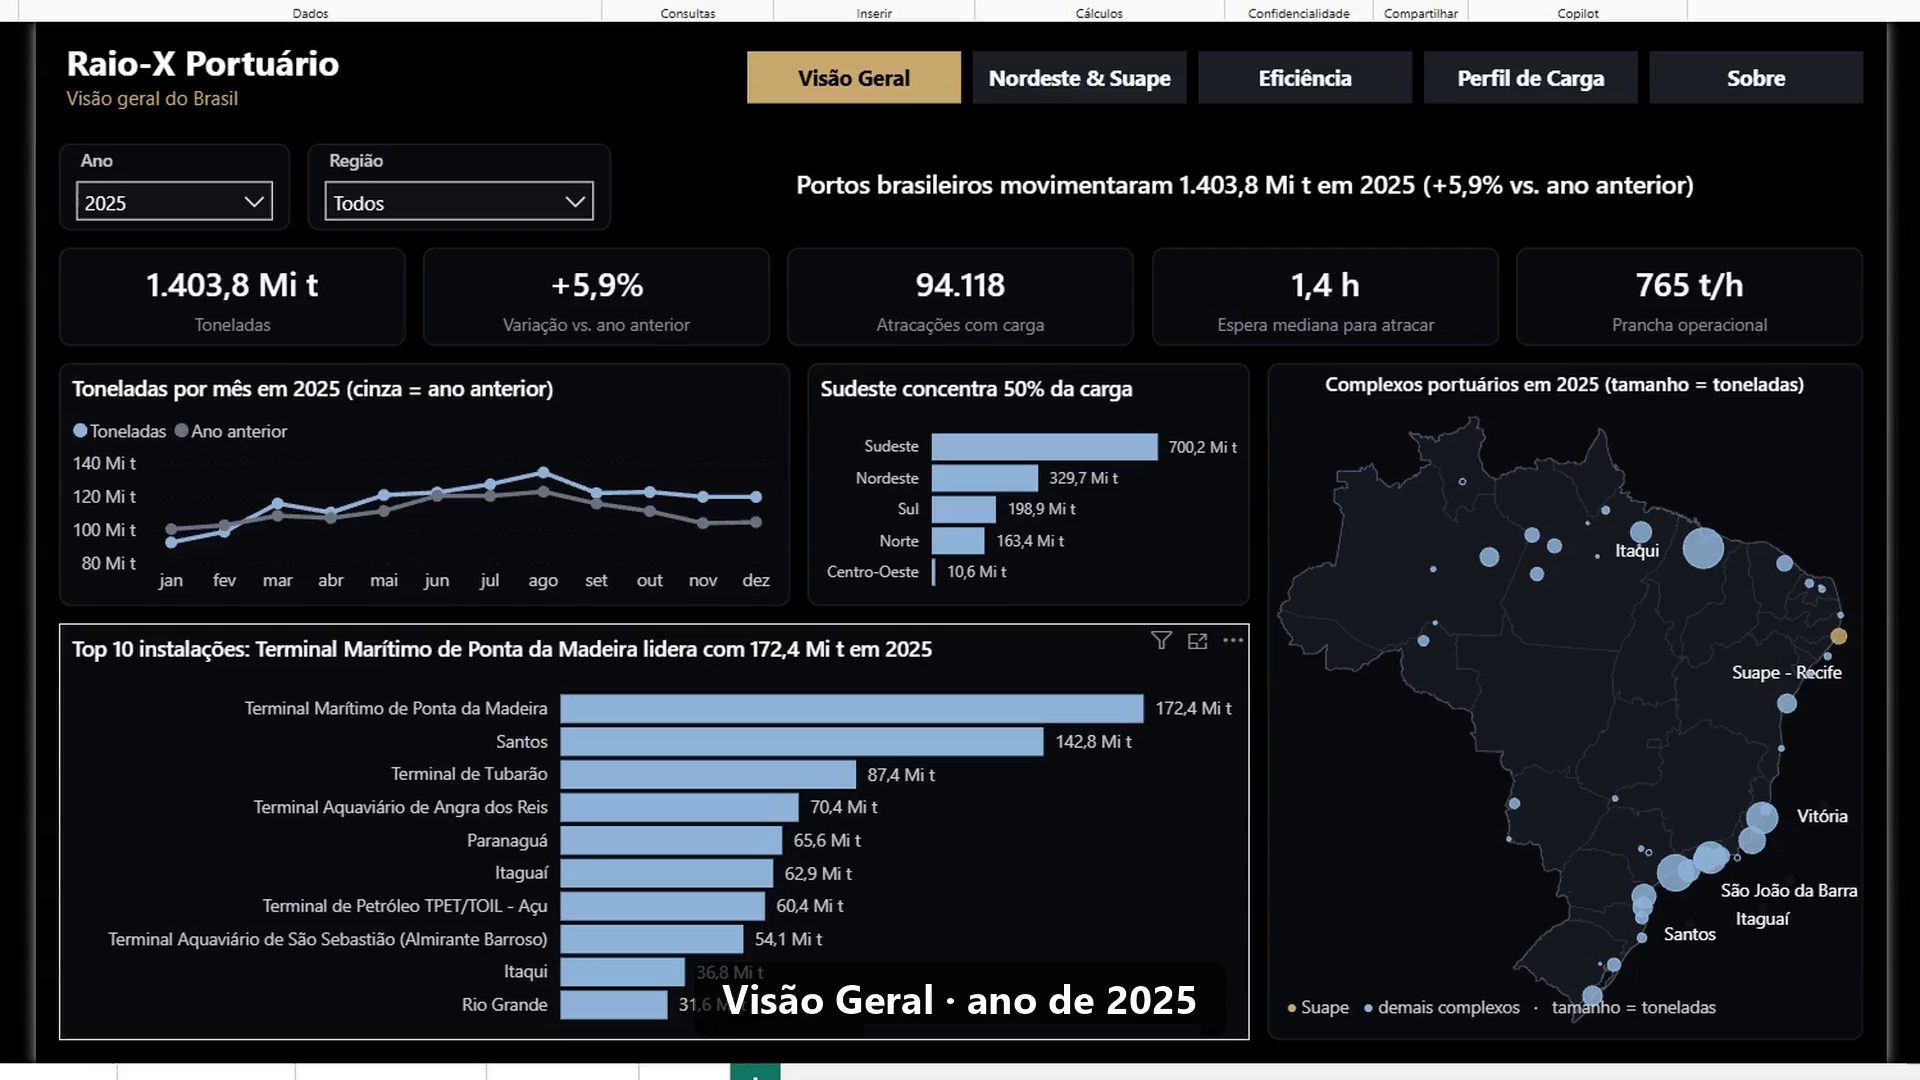 Dados
Consultas
Inserir
Cálculos
Confidencialidade
Compartilhar
Copilot
Raio-X Portuário
Visão geral do Brasil
Visão Geral
Nordeste & Suape
Eficiência
Perfil de Carga
Sobre
Ano
2025
Região
Todos
Portos brasileiros movimentaram 1.403,8 Mi t em 2025 (+5,9% vs. ano anterior)
1.403,8 Mi t
Toneladas
+5,9%
Variação vs. ano anterior
94.118
Atracações com carga
1,4 h
Espera mediana para atracar
765 t/h
Prancha operacional
Toneladas por mês em 2025 (cinza = ano anterior)
Toneladas
Ano anterior
140 Mi t
120 Mi t
100 Mi t
80 Mi t
jan fev mar abr mai jun jul ago set out nov dez
Sudeste concentra 50% da carga
Sudeste 700,2 Mi t
Nordeste 329,7 Mi t
Sul 198,9 Mi t
Norte 163,4 Mi t
Centro-Oeste 10,6 Mi t
Complexos portuários em 2025 (tamanho = toneladas)
Itaqui
Suape - Recife
Vitória
São João da Barra
Itaguaí
Santos
Suape
demais complexos · tamanho = toneladas
Top 10 instalações: Terminal Marítimo de Ponta da Madeira lidera com 172,4 Mi t em 2025
Terminal Marítimo de Ponta da Madeira 172,4 Mi t
Santos 142,8 Mi t
Terminal de Tubarão 87,4 Mi t
Terminal Aquaviário de Angra dos Reis 70,4 Mi t
Paranaguá 65,6 Mi t
Itaguaí 62,9 Mi t
Terminal de Petróleo TPET/TOIL - Açu 60,4 Mi t
Terminal Aquaviário de São Sebastião (Almirante Barroso) 54,1 Mi t
Itaqui 36,8 Mi t
Rio Grande 31,6 Mi t
Visão Geral · ano de 2025